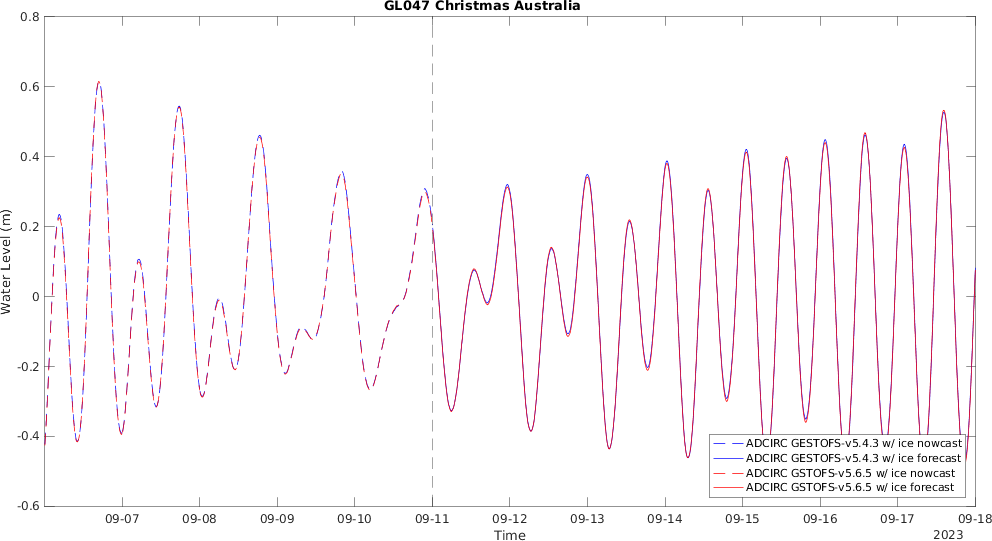 GL047 Christmas Australia
Water Level (m)
0.8
0.6
0.4
0.2
0
-0.2
-0.4
-0.6
ADCIRC GESTOFS-v5.4.3 w/ ice nowcast
ADCIRC GESTOFS-v5.4.3 w/ ice forecast
ADCIRC GSTOFS-v5.6.5 w/ ice nowcast
ADCIRC GSTOFS-v5.6.5 w/ ice forecast
09-07 09-08 09-09 09-10 09-11 09-12 09-13 09-14 09-15 09-16 09-17 09-18
Time
2023